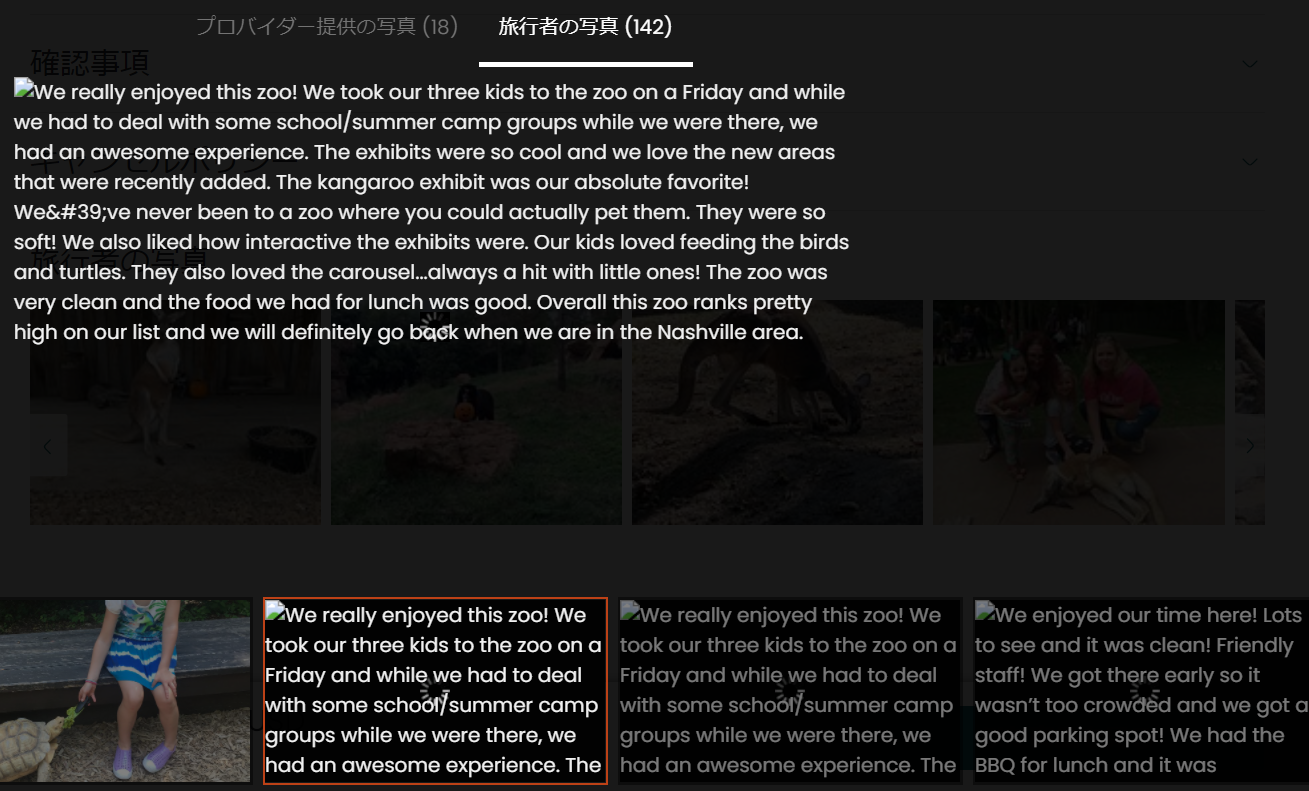 プロバイダー提供の写真 (18)
旅行者の写真 (142)
確認事項
We really enjoyed this zoo! We took our three kids to the zoo on a Friday and while
we had to deal with some school/summer camp groups while we were there, we
had an awesome experience. The exhibits were so cool and we love the new areas
キャンセルポリシー
that were recently added. The kangaroo exhibit was our absolute favorite!
We&#39;ve never been to a zoo where you could actually pet them. They were so
soft! We also liked how interactive the exhibits were. Our kids loved feeding the birds
旅行者の写真
and turtles. They also loved the carousel...always a hit with little ones! The zoo was
very clean and the food we had for lunch was good. Overall this zoo ranks pretty
high on our list and we will definitely go back when we are in the Nashville area.
We really enjoyed this zoo! We
took our three kids to the zoo on a
Friday and while we had to deal
with some school/summer camp
groups while we were there, we
had an awesome experience. The
We really enjoyed this zoo! We
took our three kids to the zoo on a
Friday and while we had to deal
with some school/summer camp
groups while we were there, we
had an awesome experience. The
We enjoyed our time here! Lots
to see and it was clean! Friendly
staff! We got there early so it
wasn't too crowded and we got a
good parking spot! We had the
BBQ for lunch and it was